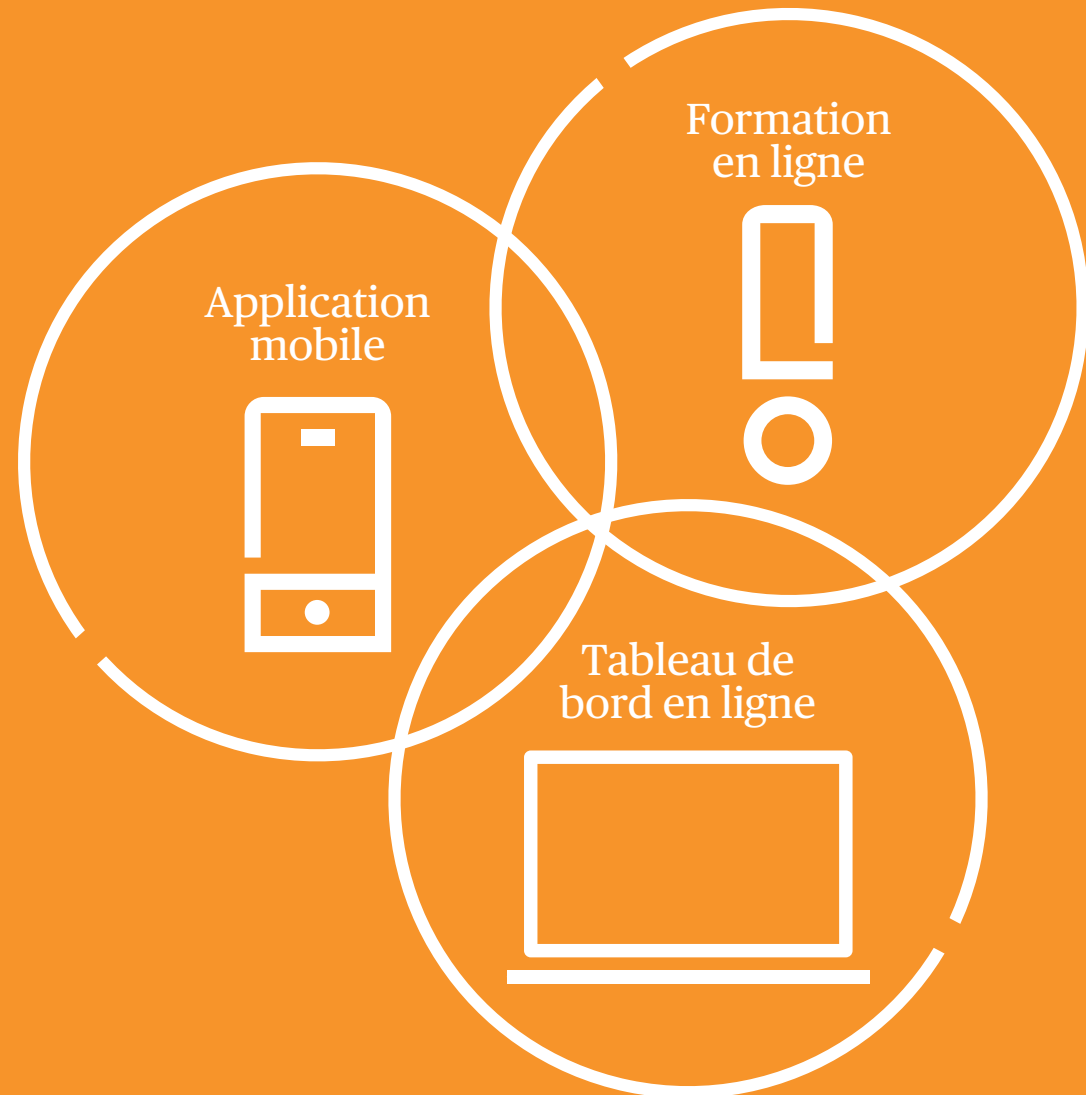 Formation
en ligne
Application
mobile
Tableau de
bord en ligne